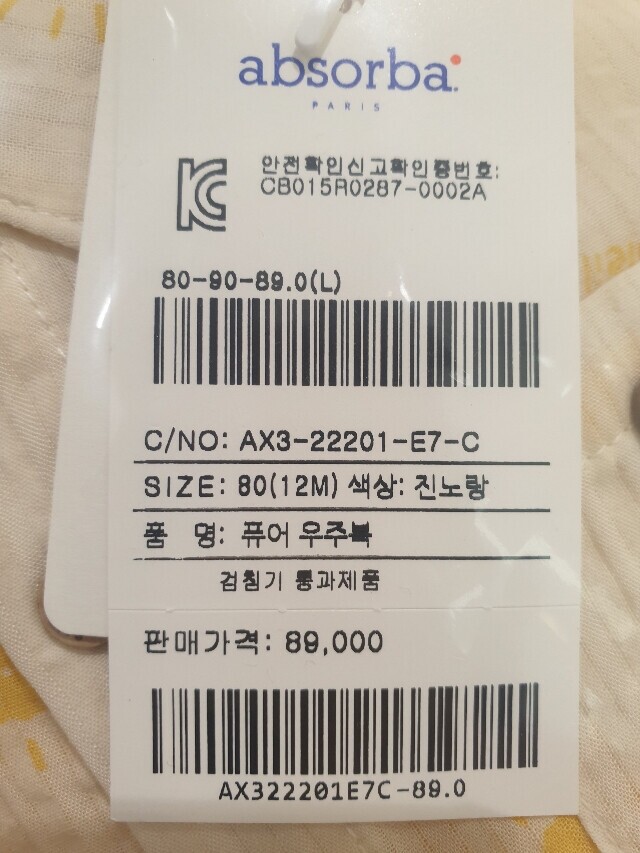 absorba.
PARIS
안전확인신고확인증번호:
CB015R0287-0002A
80-90-89.0(L)
C/NO: AX3-22201-E7-C
SIZE: 80(12M) 색상: 진노랑
품 명: 퓨어 우주복
검침기 통과제품
판매가격: 89,000
AX322201E7C-89.0